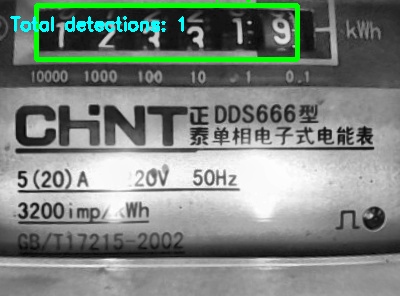 Total detections: 1
1 2 3 3 1 9 kWh
10000 1000 100 10 1 0.1
CHNT 正泰 DDS666型
单相电子式电能表
5(20)A 220V 50Hz
3200imp/kWh
GB/T17215-2002